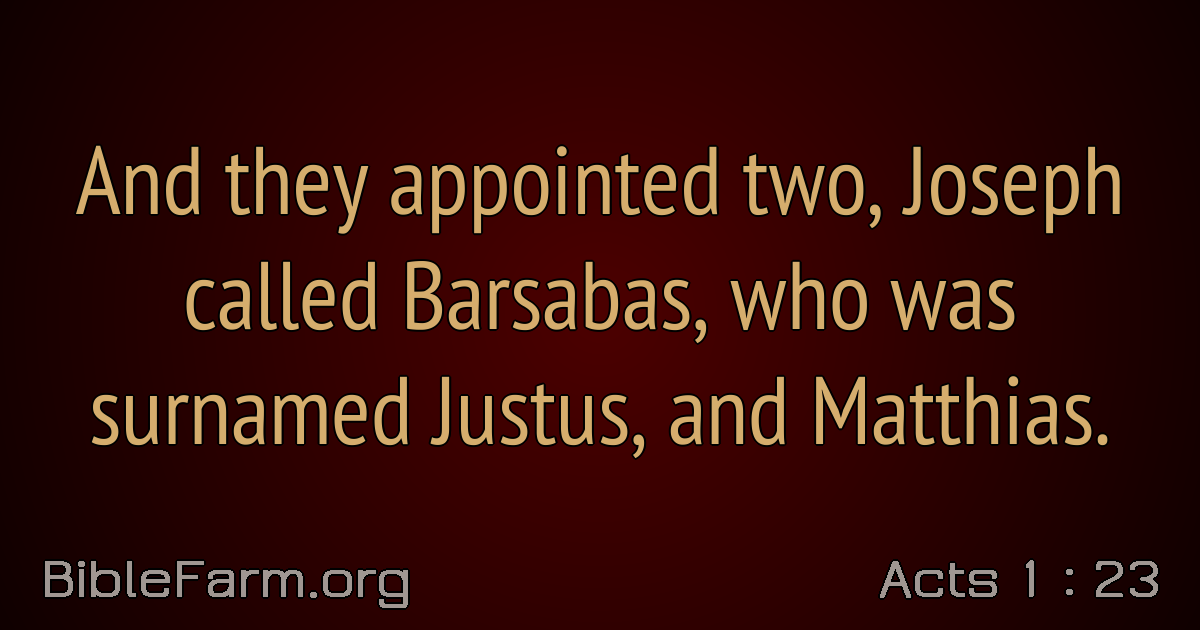 And they appointed two, Joseph
called Barsabas, who was
surnamed Justus, and Matthias.
BibleFarm.org
Acts 1 : 23